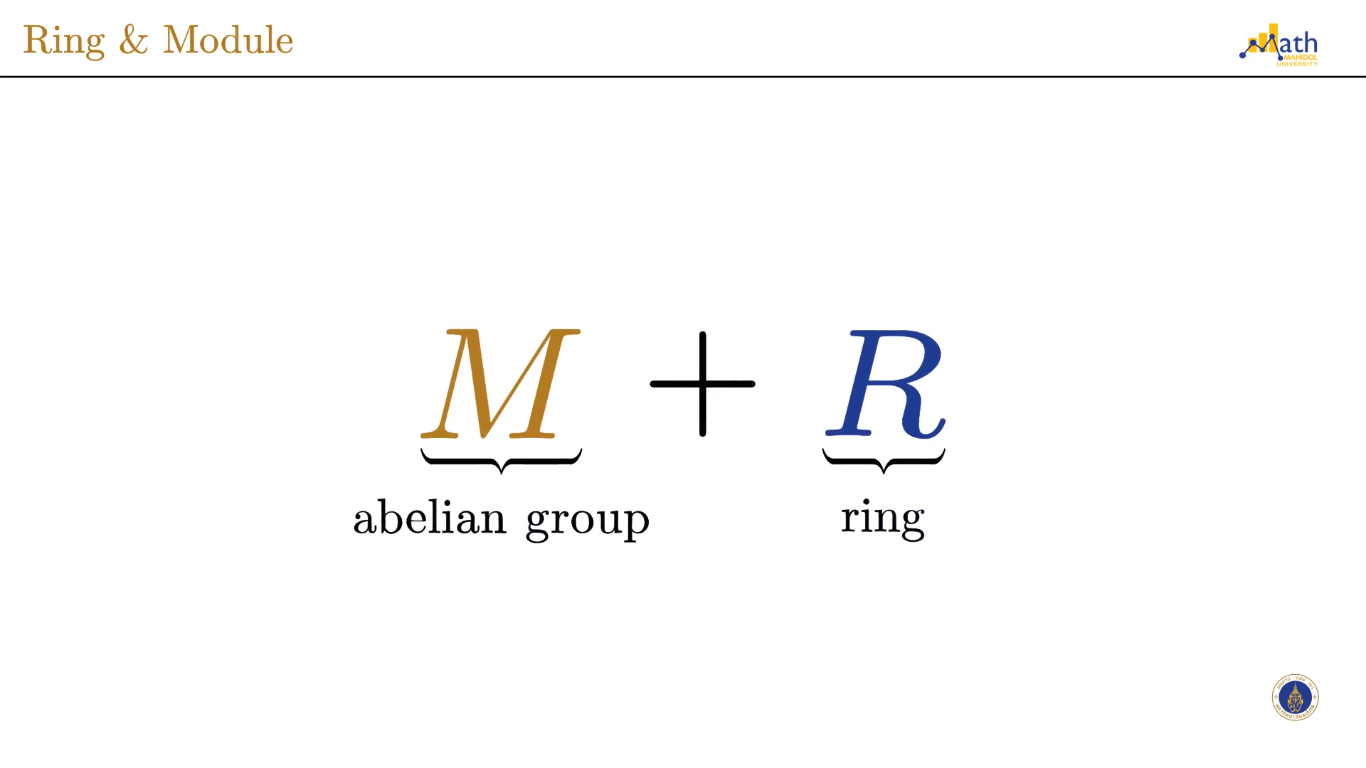 Ring & Module
Math
MAHIDOL
UNIVERSITY
M + R
abelian group
ring